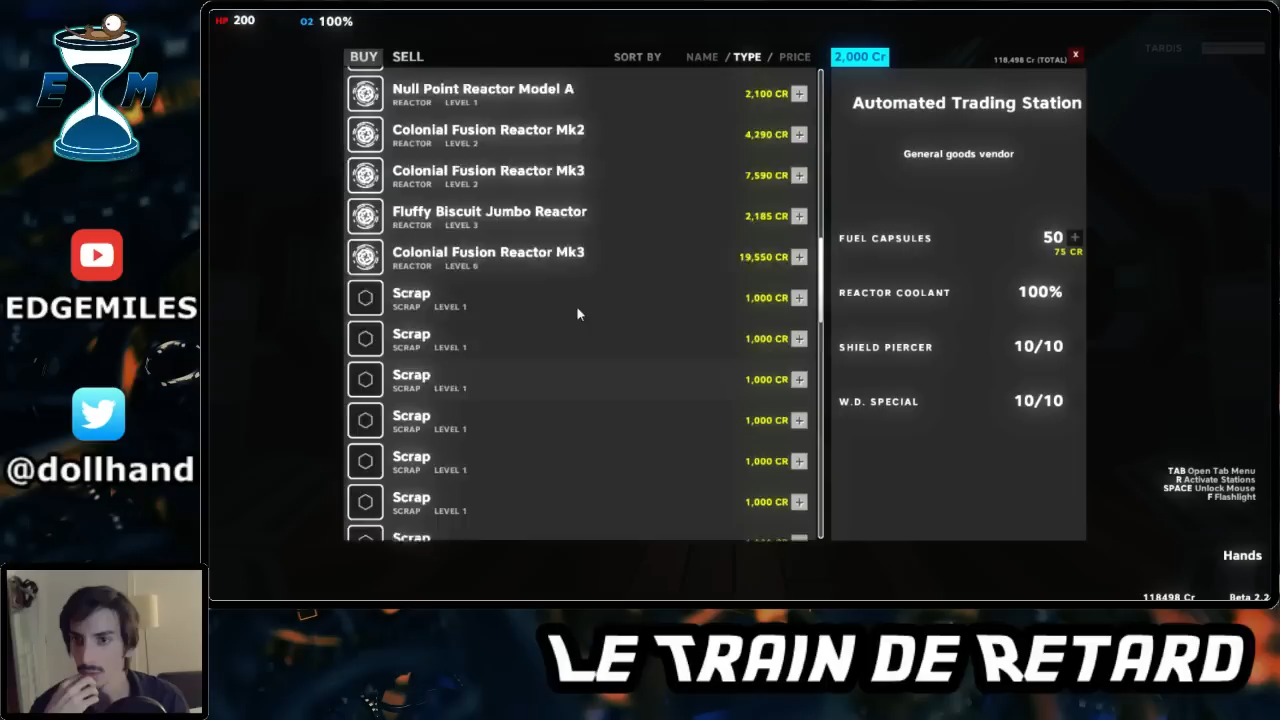 E M
EDGEMILES
@dollhand
HP 200
O2 100%
TARDIS
BUY SELL SORT BY NAME / TYPE / PRICE
Null Point Reactor Model A
REACTOR LEVEL 1
2,100 CR +
Colonial Fusion Reactor Mk2
REACTOR LEVEL 2
4,290 CR +
Colonial Fusion Reactor Mk3
REACTOR LEVEL 2
7,590 CR +
Fluffy Biscuit Jumbo Reactor
REACTOR LEVEL 3
2,185 CR +
Colonial Fusion Reactor Mk3
REACTOR LEVEL 6
19,550 CR +
Scrap
SCRAP LEVEL 1
1,000 CR +
Scrap
SCRAP LEVEL 1
1,000 CR +
Scrap
SCRAP LEVEL 1
1,000 CR +
Scrap
SCRAP LEVEL 1
1,000 CR +
Scrap
SCRAP LEVEL 1
1,000 CR +
Scrap
SCRAP LEVEL 1
1,000 CR +
Scrap
2,000 Cr
118,498 Cr (TOTAL) X
Automated Trading Station
General goods vendor
FUEL CAPSULES 50 +
75 CR
REACTOR COOLANT 100%
SHIELD PIERCER 10/10
W.D. SPECIAL 10/10
TAB Open Tab Menu
R Activate Stations
SPACE Unlock Mouse
F Flashlight
Hands
118498 Cr Beta 2.2
LE TRAIN DE RETARD